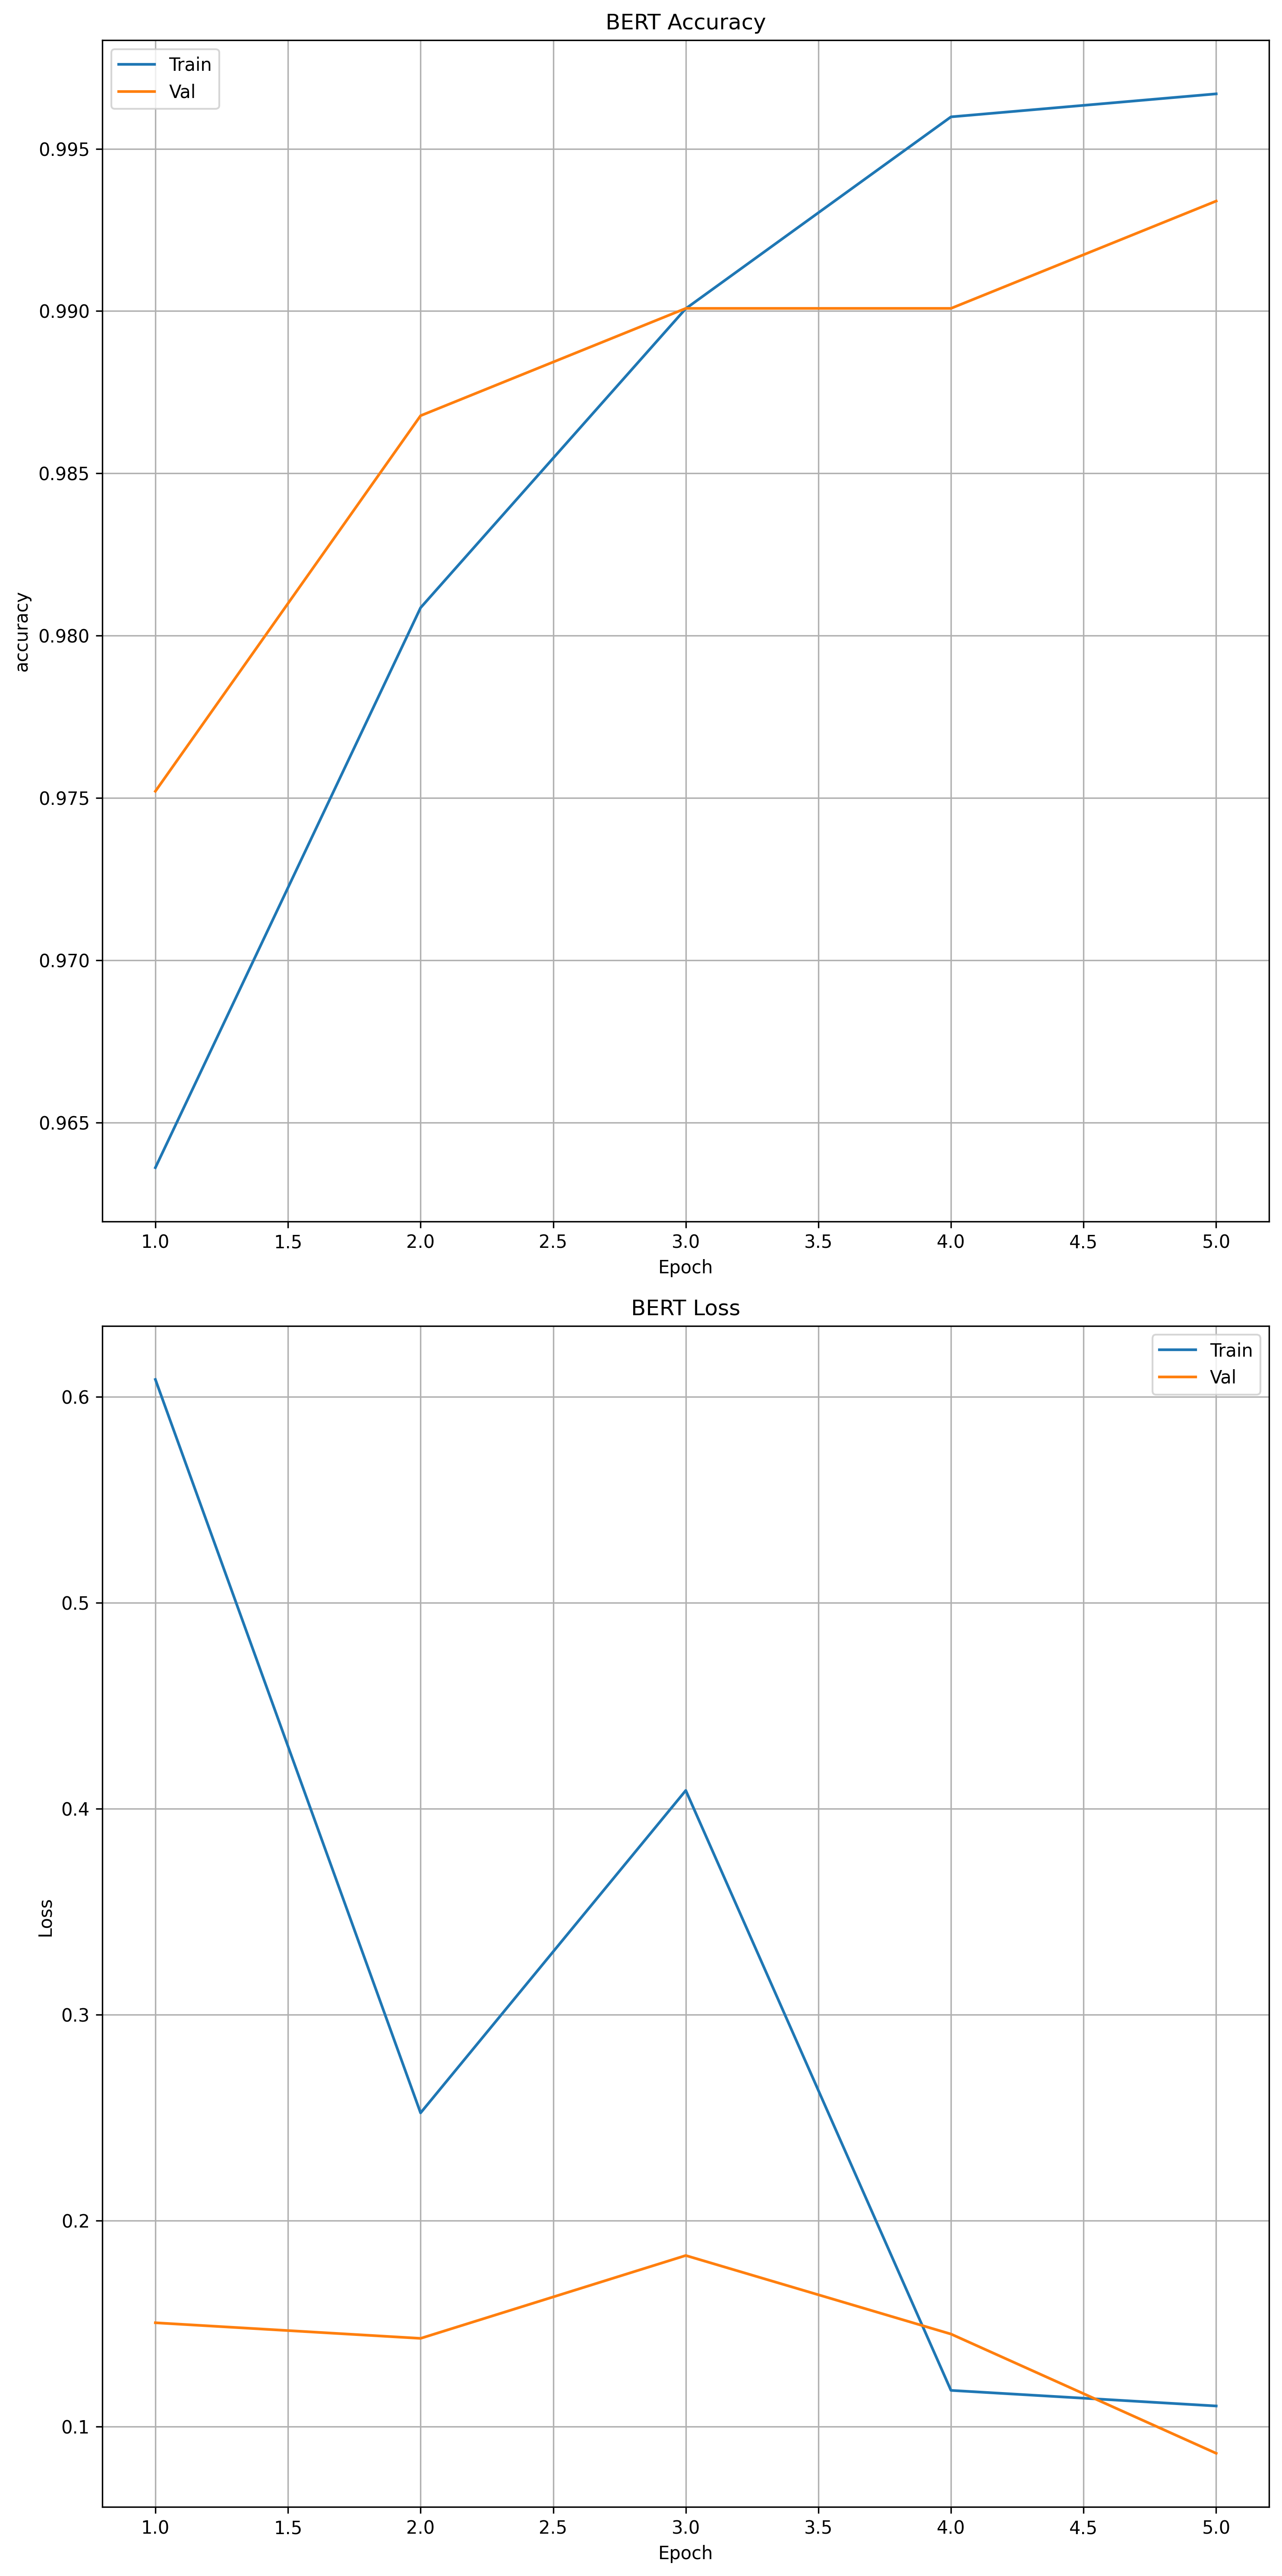 BERT Accuracy
Train
Val
0.995
0.990
0.985
0.980
0.975
0.970
0.965
accuracy
1.0 1.5 2.0 2.5 3.0 3.5 4.0 4.5 5.0
Epoch
BERT Loss
Train
Val
0.6
0.5
0.4
0.3
0.2
0.1
Loss
1.0 1.5 2.0 2.5 3.0 3.5 4.0 4.5 5.0
Epoch